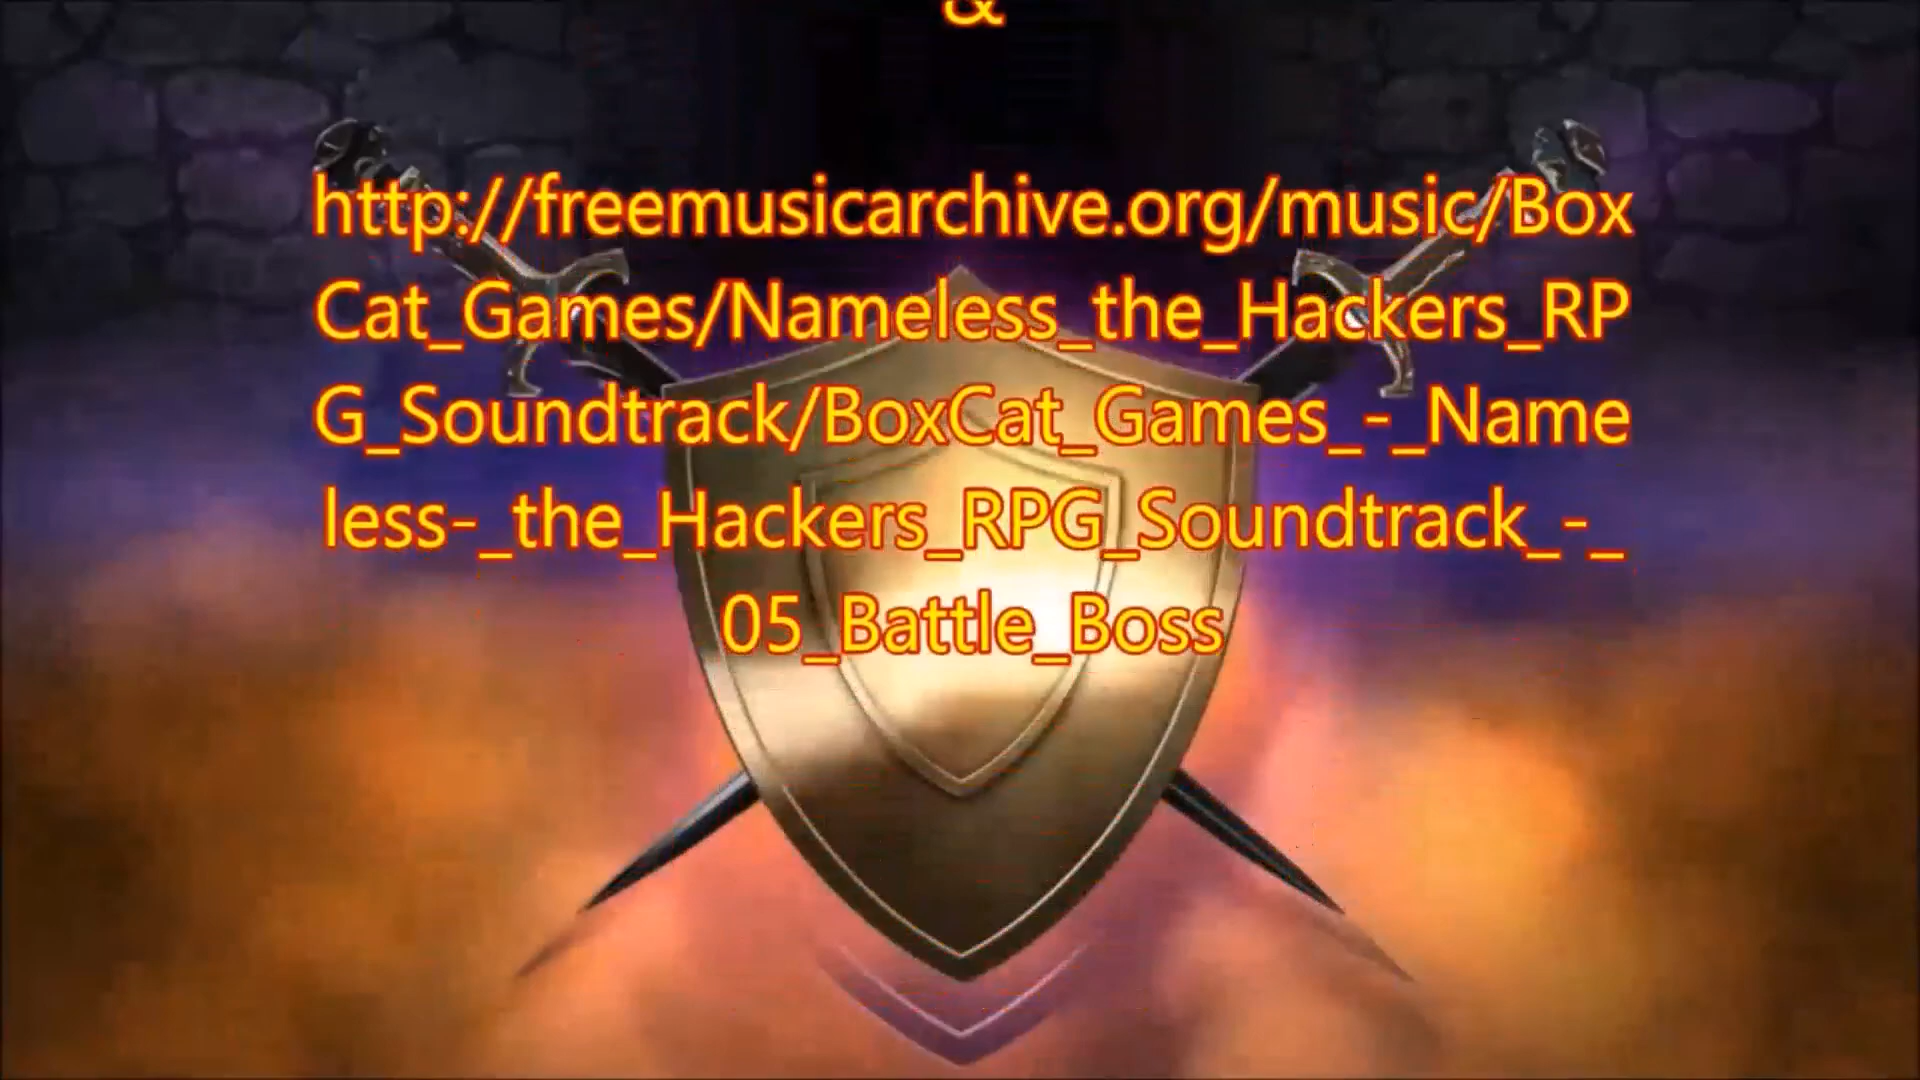 &
http://freemusicarchive.org/music/Box
Cat_Games/Nameless_the_Hackers_RP
G_Soundtrack/BoxCat_Games_-_Name
less-_the_Hackers_RPG_Soundtrack_-_
05_Battle_Boss